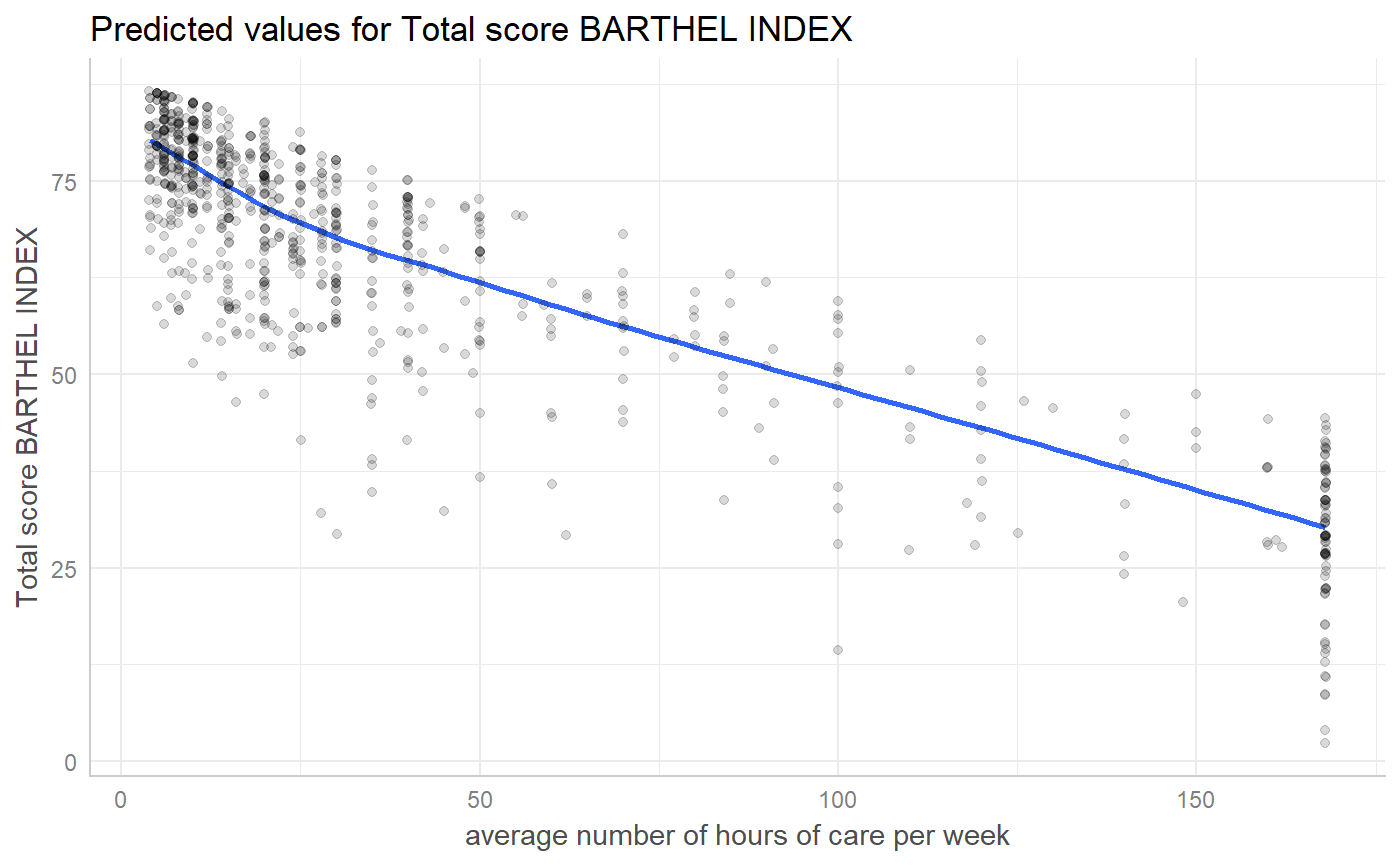 Predicted values for Total score BARTHEL INDEX
Total score BARTHEL INDEX
75
50
25
0
0
50
100
150
average number of hours of care per week